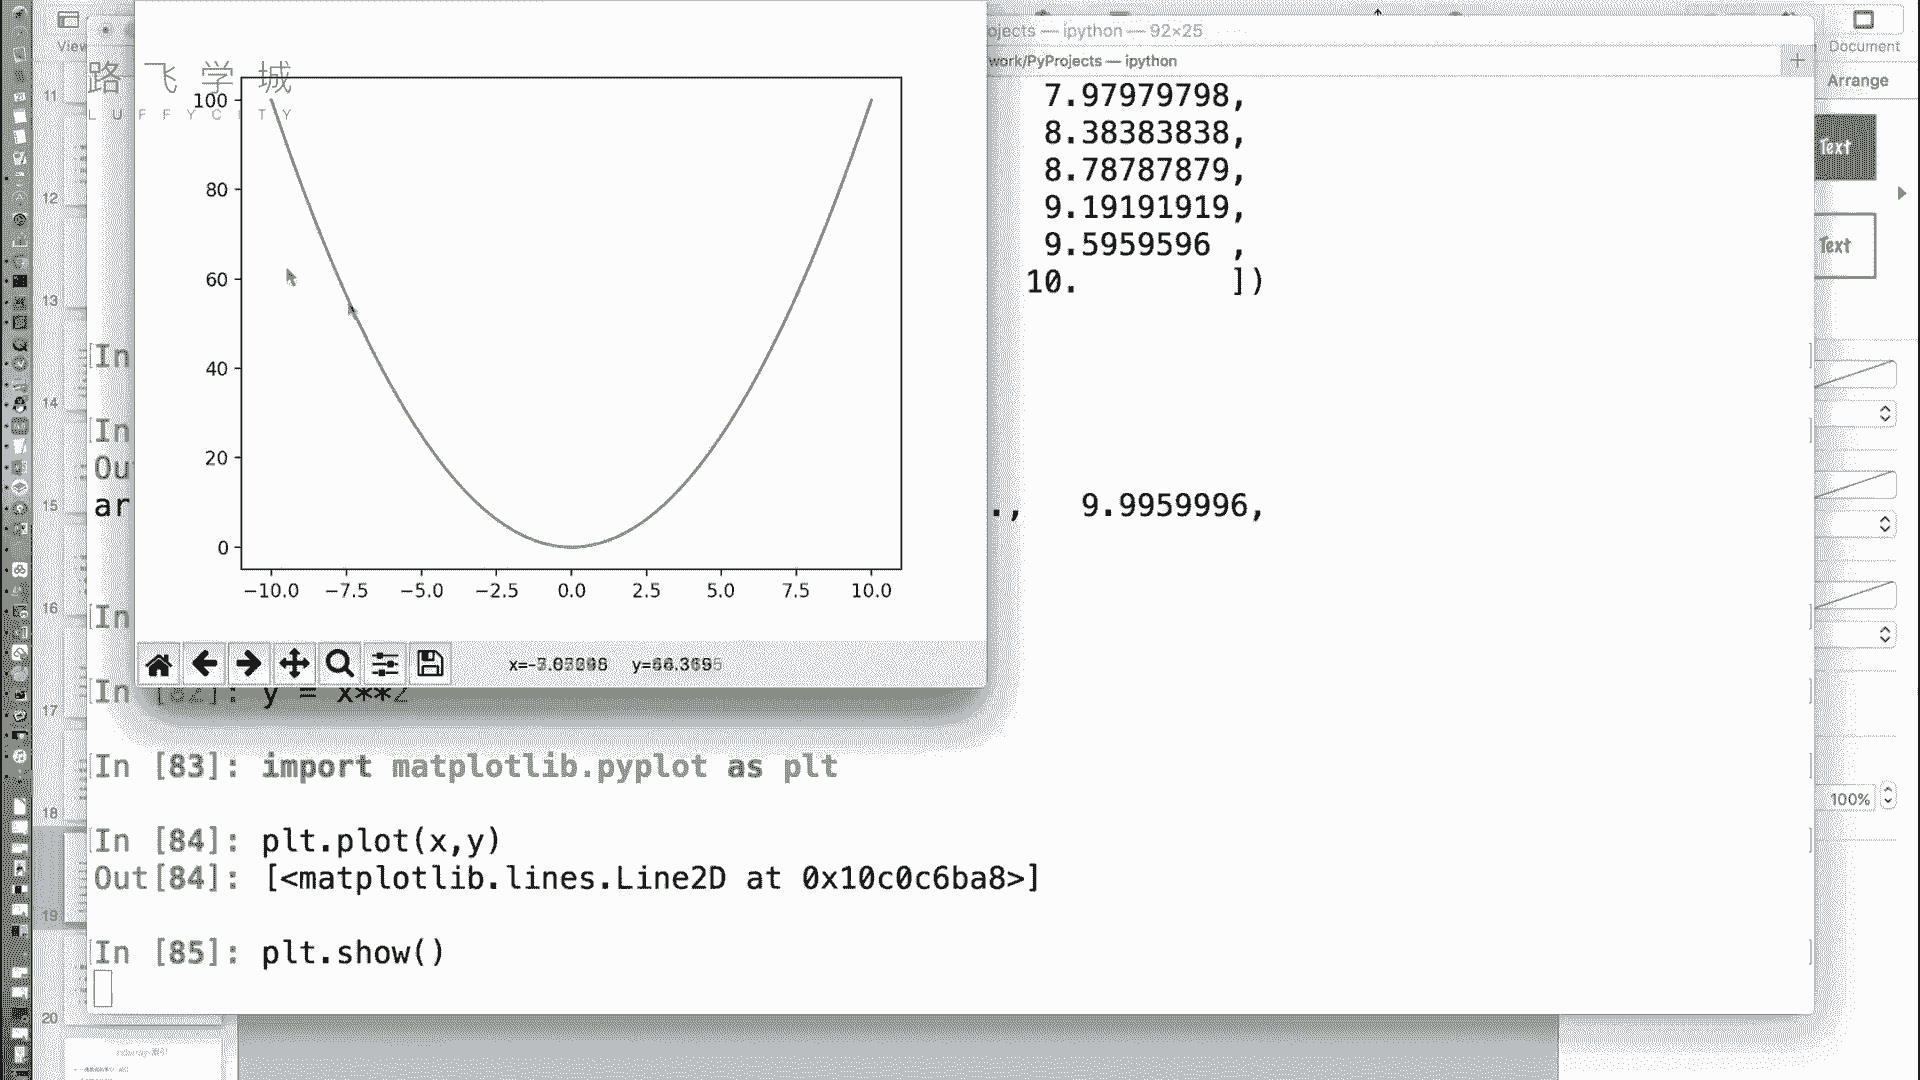 View
ojects — ipython — 92×25
Document
work/PyProjects — ipython
+
Arrange
路飞学城
LUFFYCITY
11
12
13
14
15
16
17
18
19
20
100
80
60
40
20
0
−10.0 −7.5 −5.0 −2.5 0.0 2.5 5.0 7.5 10.0
7.97979798,
8.38383838,
8.78787879,
9.19191919,
9.5959596 ,
10. ])
In
In
Ou
ar ., 9.9959996,
In
In [82]: y = x**2
In [83]: import matplotlib.pyplot as plt
In [84]: plt.plot(x,y)
Out[84]: [<matplotlib.lines.Line2D at 0x10c0c6ba8>]
In [85]: plt.show()
Text
Text
100%